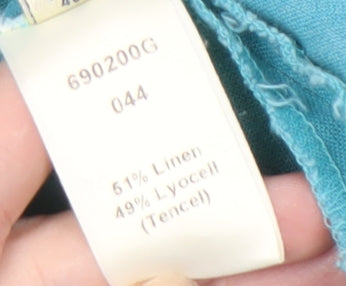 690200G
044
51% Linen
49% Lyocell
(Tencel)